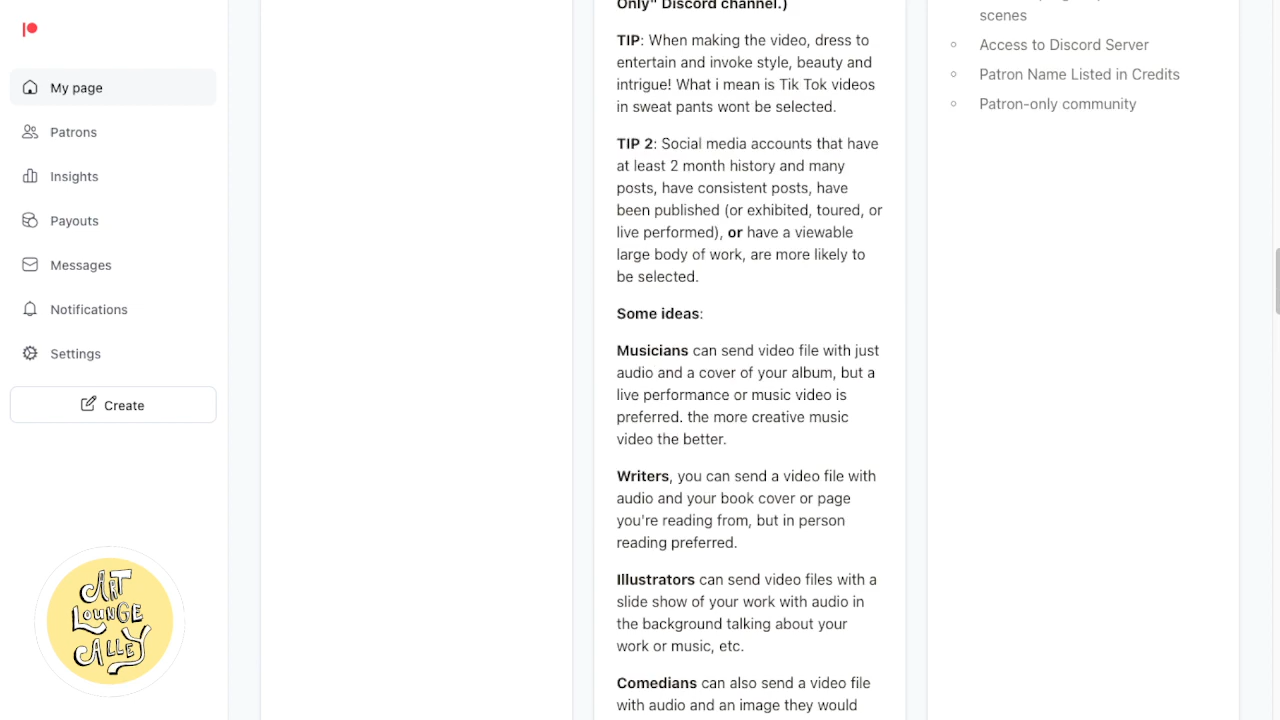 My page
Patrons
Insights
Payouts
Messages
Notifications
Settings
Create
ART
LOUNGE
ALLEY
Only" Discord channel.)
TIP: When making the video, dress to
entertain and invoke style, beauty and
intrigue! What i mean is Tik Tok videos
in sweat pants wont be selected.
TIP 2: Social media accounts that have
at least 2 month history and many
posts, have consistent posts, have
been published (or exhibited, toured, or
live performed), or have a viewable
large body of work, are more likely to
be selected.
Some ideas:
Musicians can send video file with just
audio and a cover of your album, but a
live performance or music video is
preferred. the more creative music
video the better.
Writers, you can send a video file with
audio and your book cover or page
you're reading from, but in person
reading preferred.
Illustrators can send video files with a
slide show of your work with audio in
the background talking about your
work or music, etc.
Comedians can also send a video file
with audio and an image they would
scenes
Access to Discord Server
Patron Name Listed in Credits
Patron-only community